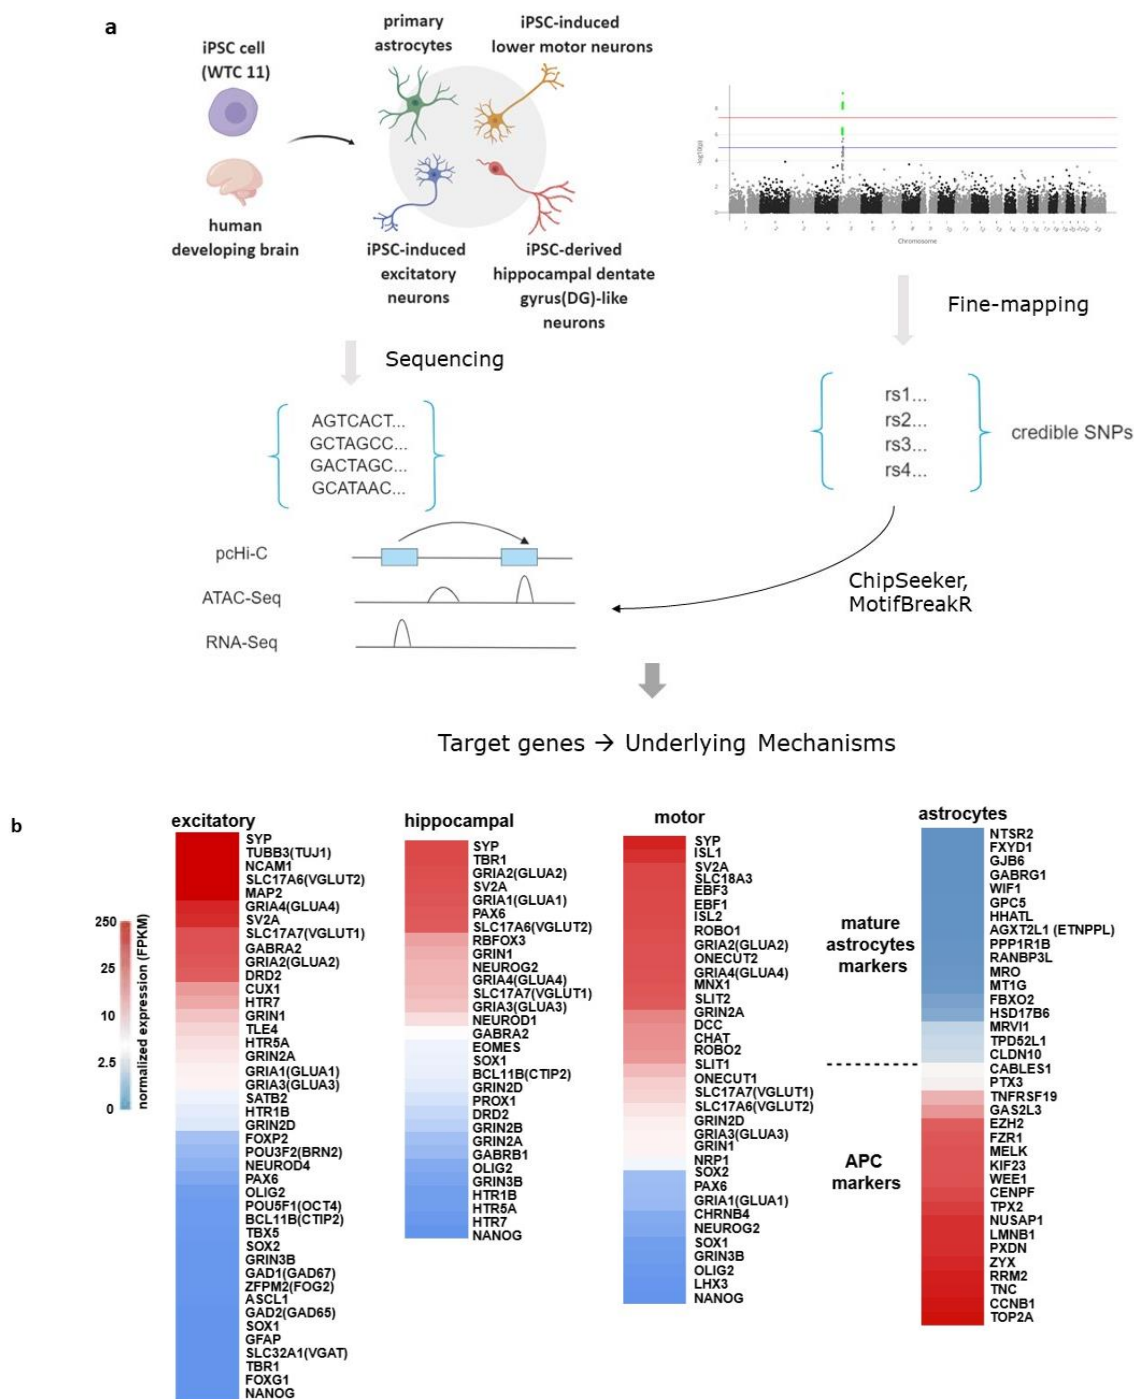 a
iPSC cell
(WTC 11)
human
developing brain
primary
astrocytes
iPSC-induced
lower motor neurons
iPSC-induced
excitatory
neurons
iPSC-derived
hippocampal dentate
gyrus(DG)-like
neurons
-log10(p)
8
6
4
2
0
Chromosome
Sequencing
Fine-mapping
AGTCACT...
GCTAGCC...
GACTAGC...
GCATAAC...
rs1...
rs2...
rs3...
rs4...
credible SNPs
pcHi-C
ATAC-Seq
RNA-Seq
ChipSeeker,
MotifBreakR
Target genes → Underlying Mechanisms
b
250
25
10
2.5
0
normalized expression (FPKM)
excitatory
SYP
TUBB3(TUJ1)
NCAM1
SLC17A6(VGLUT2)
MAP2
GRIA4(GLUA4)
SV2A
SLC17A7(VGLUT1)
GABRA2
GRIA2(GLUA2)
DRD2
CUX1
HTR7
GRIN1
TLE4
HTR5A
GRIN2A
GRIA1(GLUA1)
GRIA3(GLUA3)
SATB2
HTR1B
GRIN2D
FOXP2
POU3F2(BRN2)
NEUROD4
PAX6
OLIG2
POU5F1(OCT4)
BCL11B(CTIP2)
TBX5
SOX2
GRIN3B
GAD1(GAD67)
ZFPM2(FOG2)
ASCL1
GAD2(GAD65)
SOX1
GFAP
SLC32A1(VGAT)
TBR1
FOXG1
NANOG
hippocampal
SYP
TBR1
GRIA2(GLUA2)
SV2A
GRIA1(GLUA1)
PAX6
SLC17A6(VGLUT2)
RBFOX3
GRIN1
NEUROG2
GRIA4(GLUA4)
SLC17A7(VGLUT1)
GRIA3(GLUA3)
NEUROD1
GABRA2
EOMES
SOX1
BCL11B(CTIP2)
GRIN2D
PROX1
DRD2
GRIN2B
GRIN2A
GABRB1
OLIG2
GRIN3B
HTR1B
HTR5A
HTR7
NANOG
motor
SYP
ISL1
SV2A
SLC18A3
EBF3
EBF1
ISL2
ROBO1
GRIA2(GLUA2)
ONECUT2
GRIA4(GLUA4)
MNX1
SLIT2
GRIN2A
DCC
CHAT
ROBO2
SLIT1
ONECUT1
SLC17A7(VGLUT1)
SLC17A6(VGLUT2)
GRIN2D
GRIA3(GLUA3)
GRIN1
NRP1
SOX2
PAX6
GRIA1(GLUA1)
CHRNB4
NEUROG2
SOX1
GRIN3B
OLIG2
LHX3
NANOG
mature
astrocytes
markers
APC
markers
astrocytes
NTSR2
FXYD1
GJB6
GABRG1
WIF1
GPC5
HHATL
AGXT2L1 (ETNPPL)
PPP1R1B
RANBP3L
MRO
MT1G
FBXO2
HSD17B6
MRVI1
TPD52L1
CLDN10
CABLES1
PTX3
TNFRSF19
GAS2L3
EZH2
FZR1
MELK
KIF23
WEE1
CENPF
TPX2
NUSAP1
LMNB1
PXDN
ZYX
RRM2
TNC
CCNB1
TOP2A